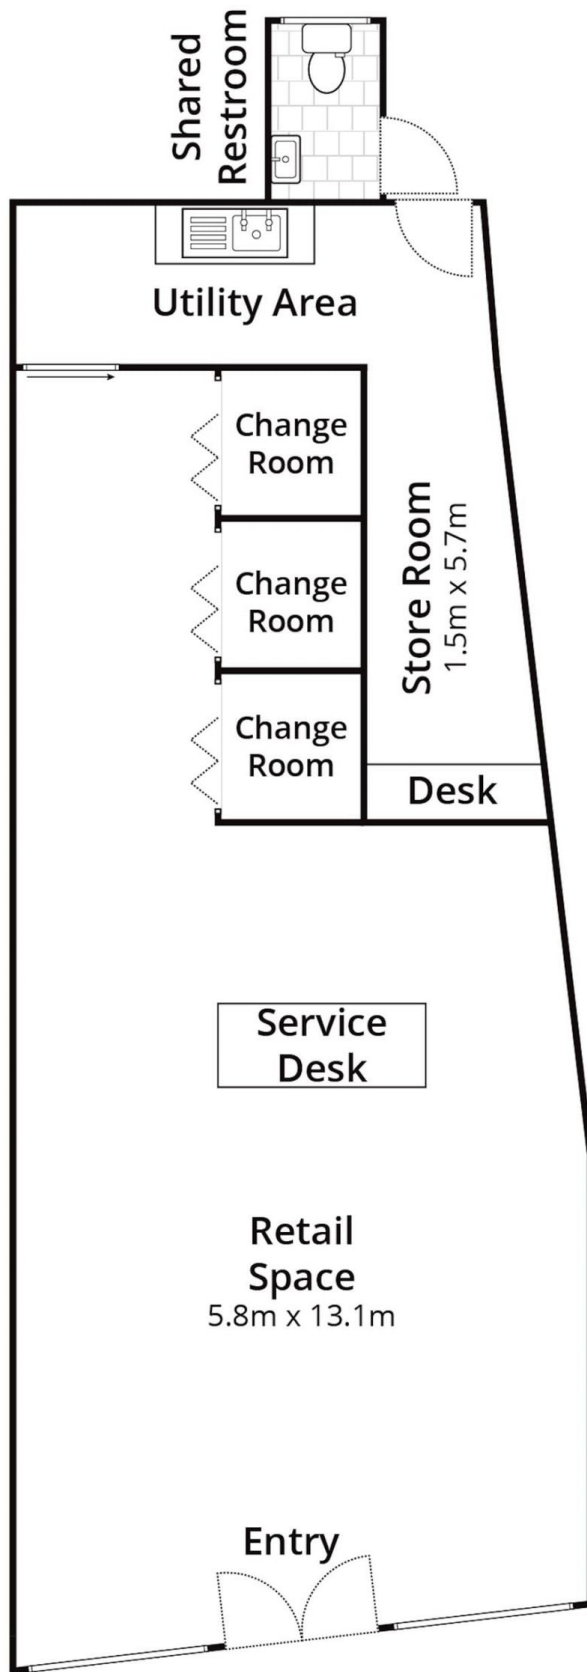 Shared
Restroom
Utility Area
Change
Room
Change
Room
Change
Room
Store Room
1.5m x 5.7m
Desk
Service
Desk
Retail
Space
5.8m x 13.1m
Entry